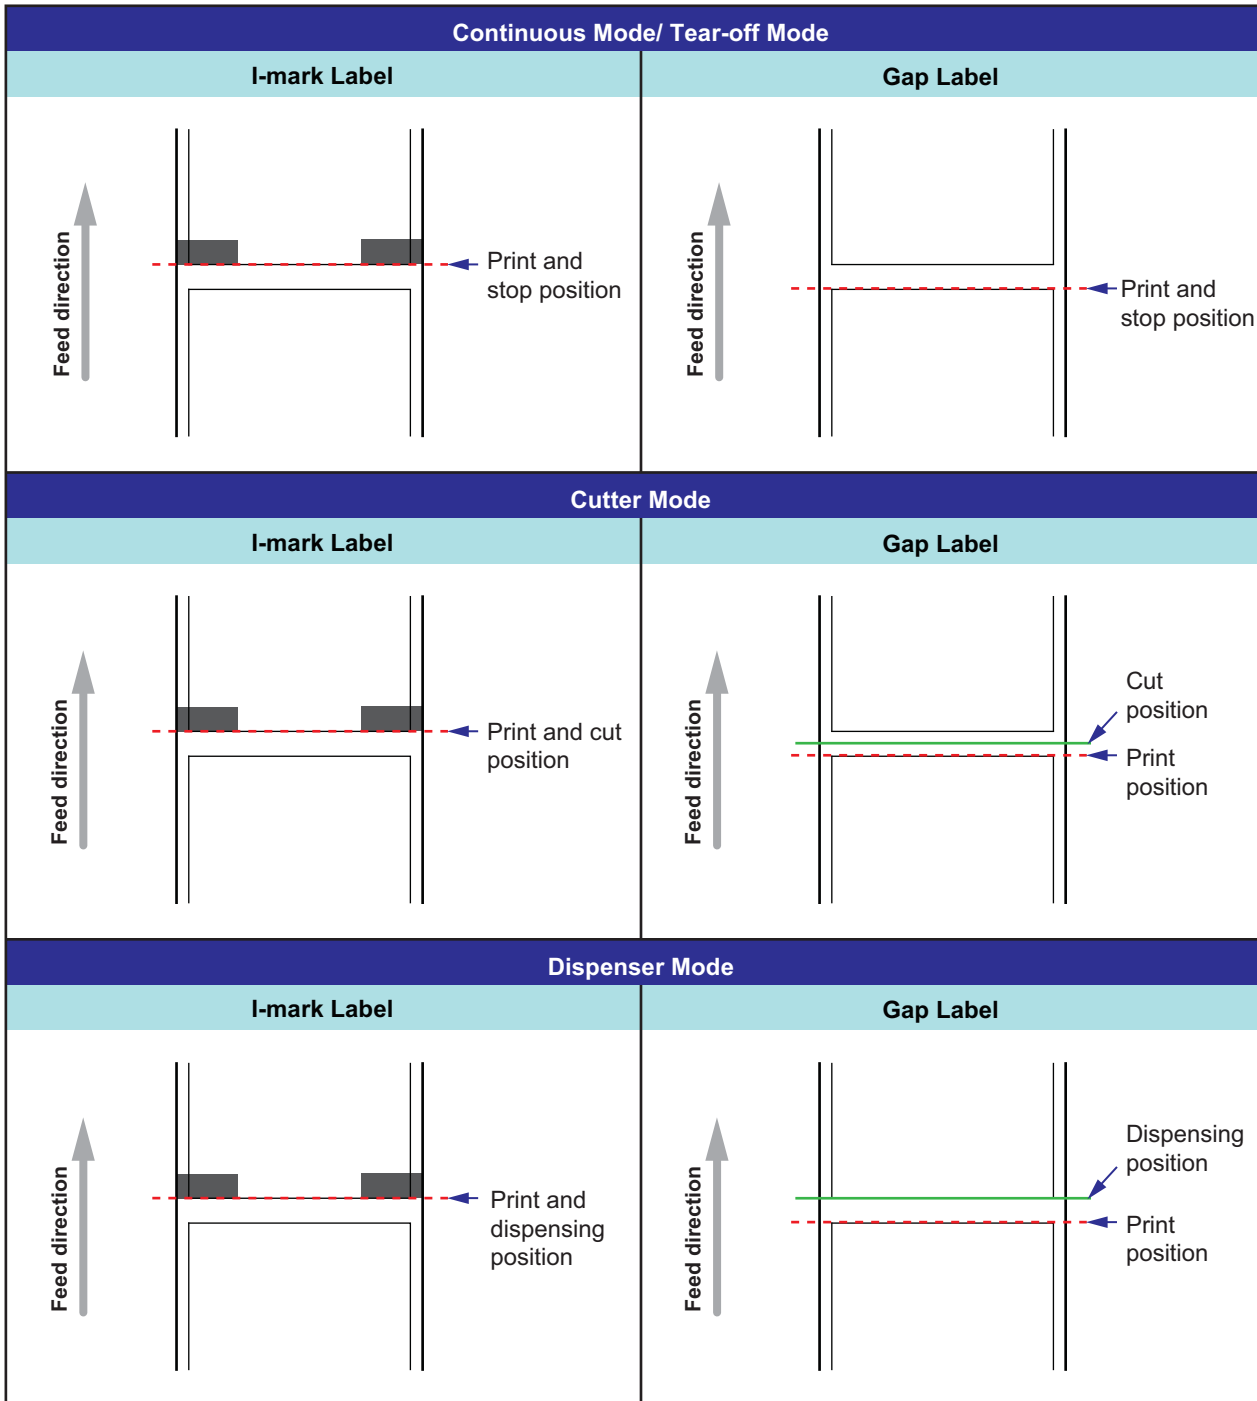 Continuous Mode/ Tear-off Mode
I-mark Label
Gap Label
Feed direction
Print and
stop position
Feed direction
Print and
stop position
Cutter Mode
I-mark Label
Gap Label
Feed direction
Print and cut
position
Feed direction
Cut
position
Print
position
Dispenser Mode
I-mark Label
Gap Label
Feed direction
Print and
dispensing
position
Feed direction
Dispensing
position
Print
position